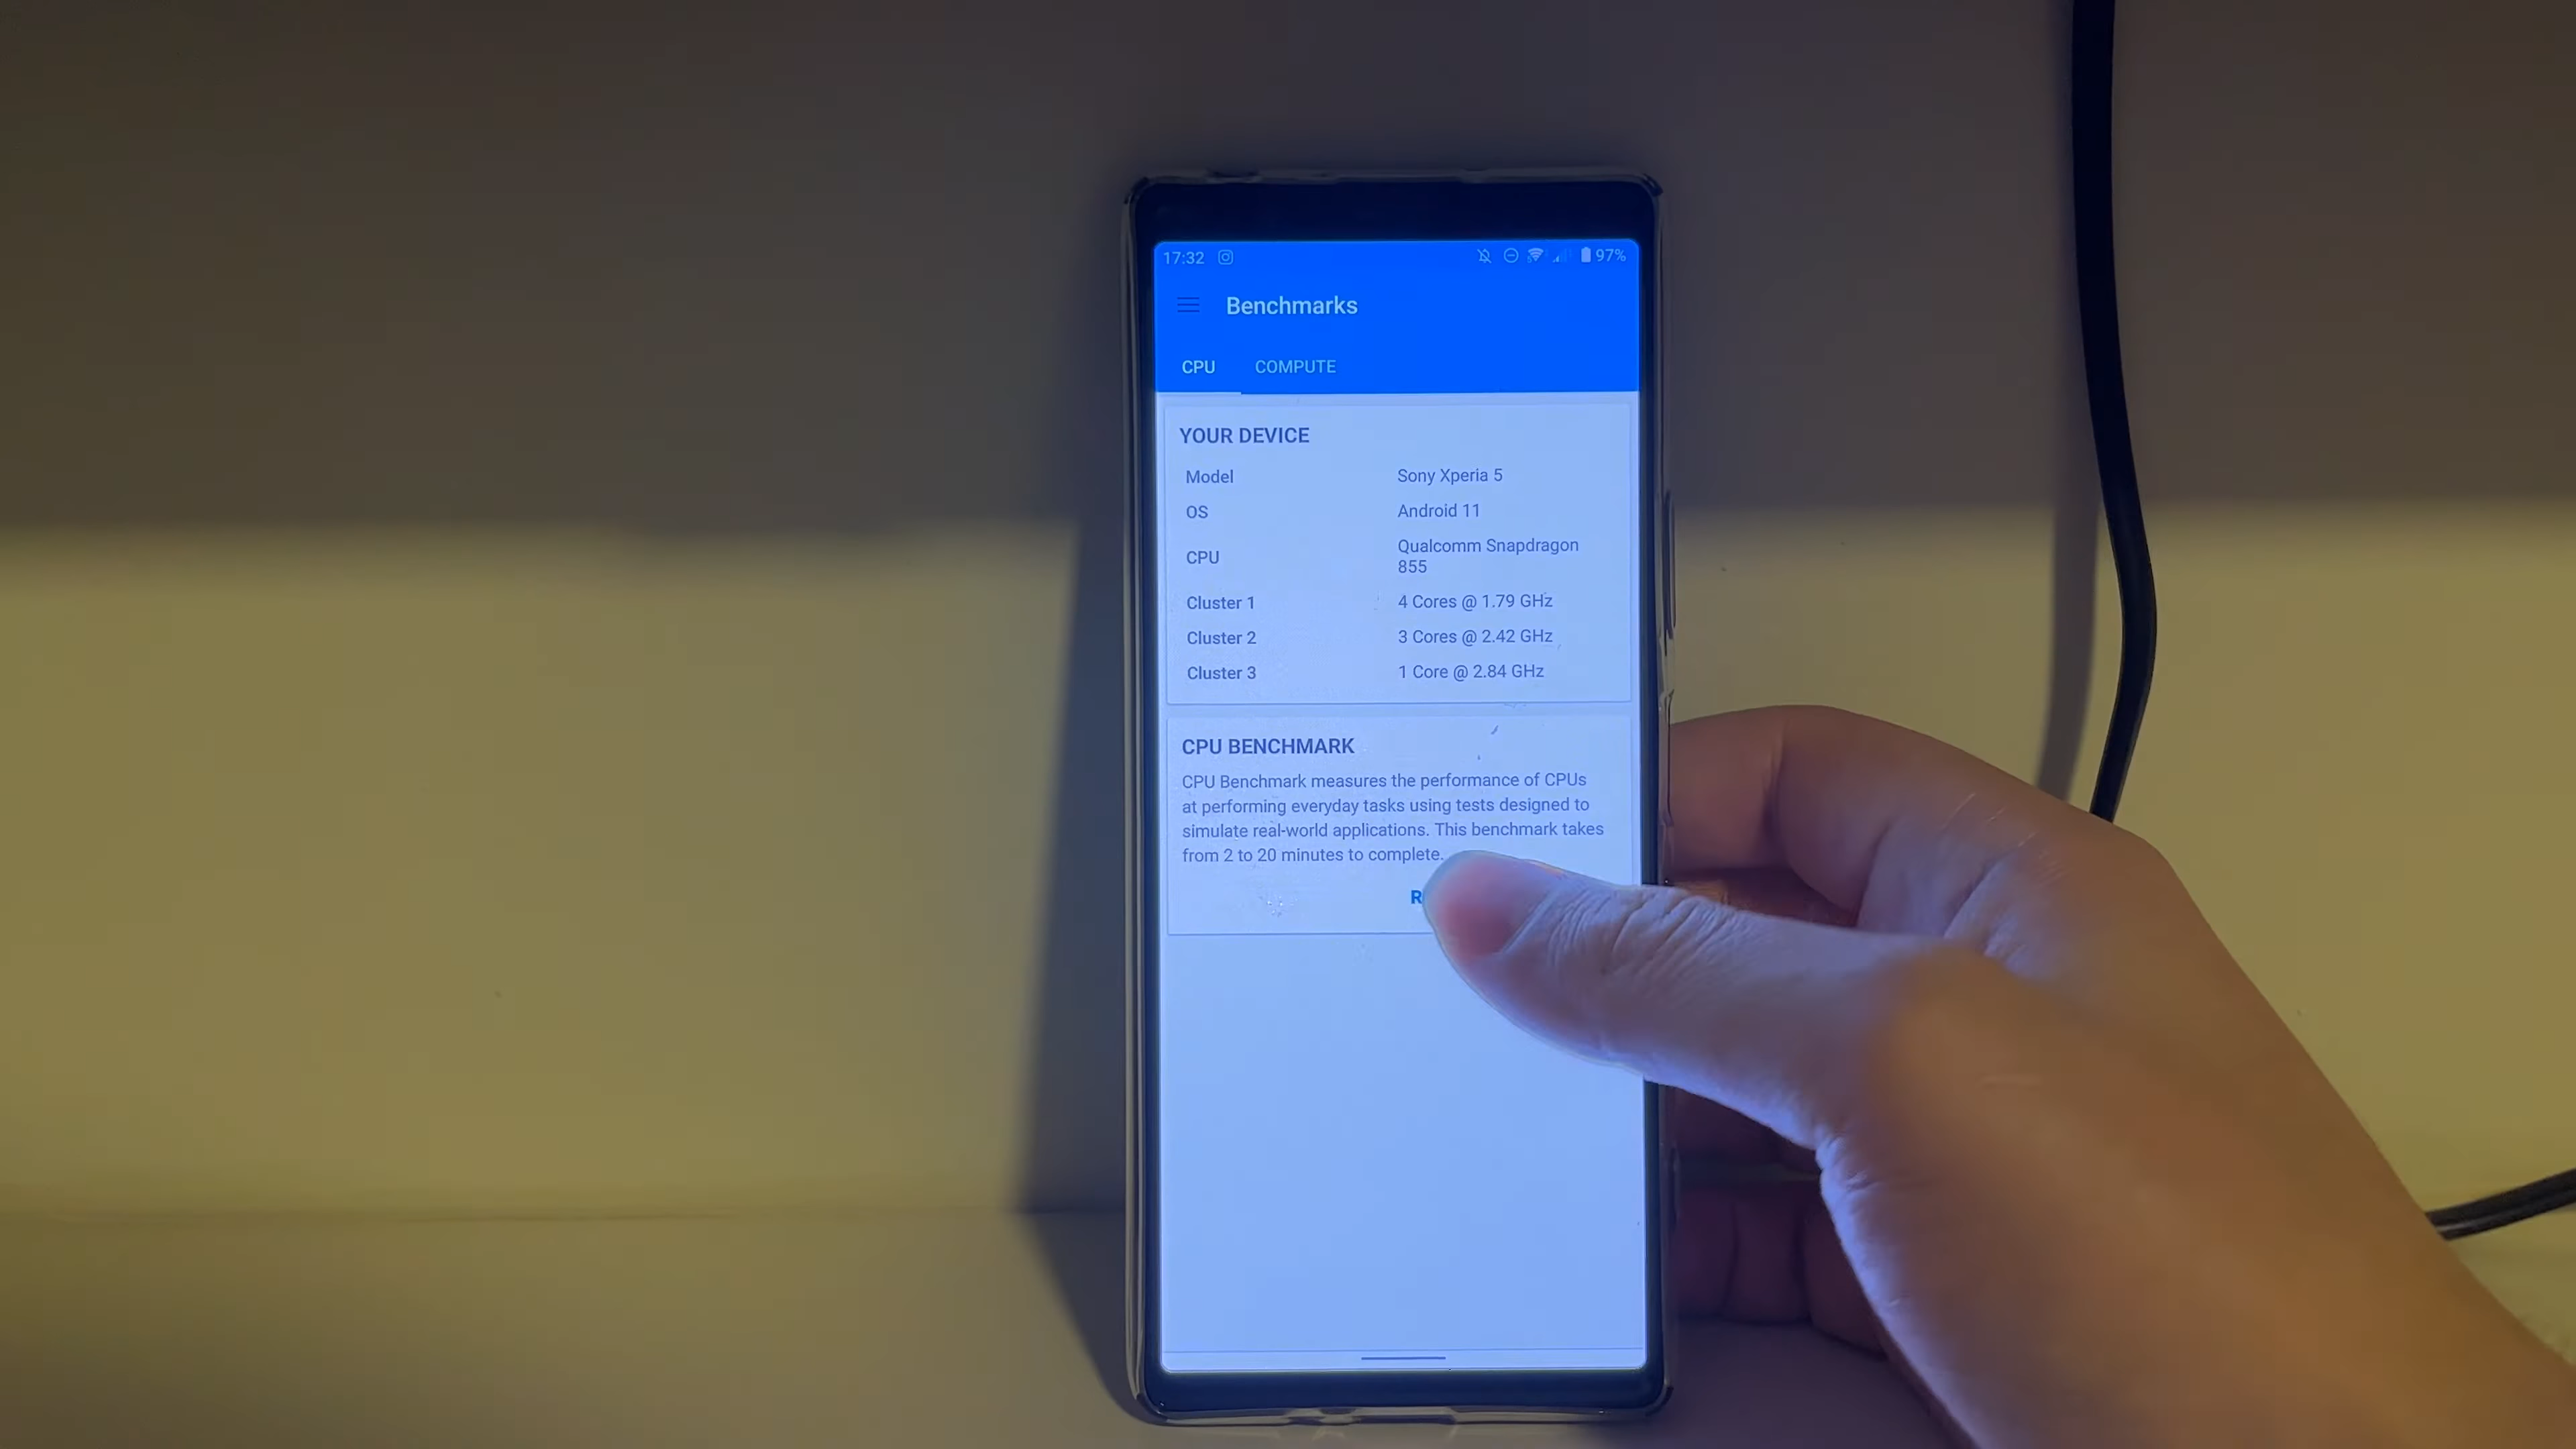 17:32 97%
Benchmarks
CPU COMPUTE
YOUR DEVICE
Model Sony Xperia 5
OS Android 11
CPU Qualcomm Snapdragon
855
Cluster 1 4 Cores @ 1.79 GHz
Cluster 2 3 Cores @ 2.42 GHz
Cluster 3 1 Core @ 2.84 GHz
CPU BENCHMARK
CPU Benchmark measures the performance of CPUs
at performing everyday tasks using tests designed to
simulate real-world applications. This benchmark takes
from 2 to 20 minutes to complete.